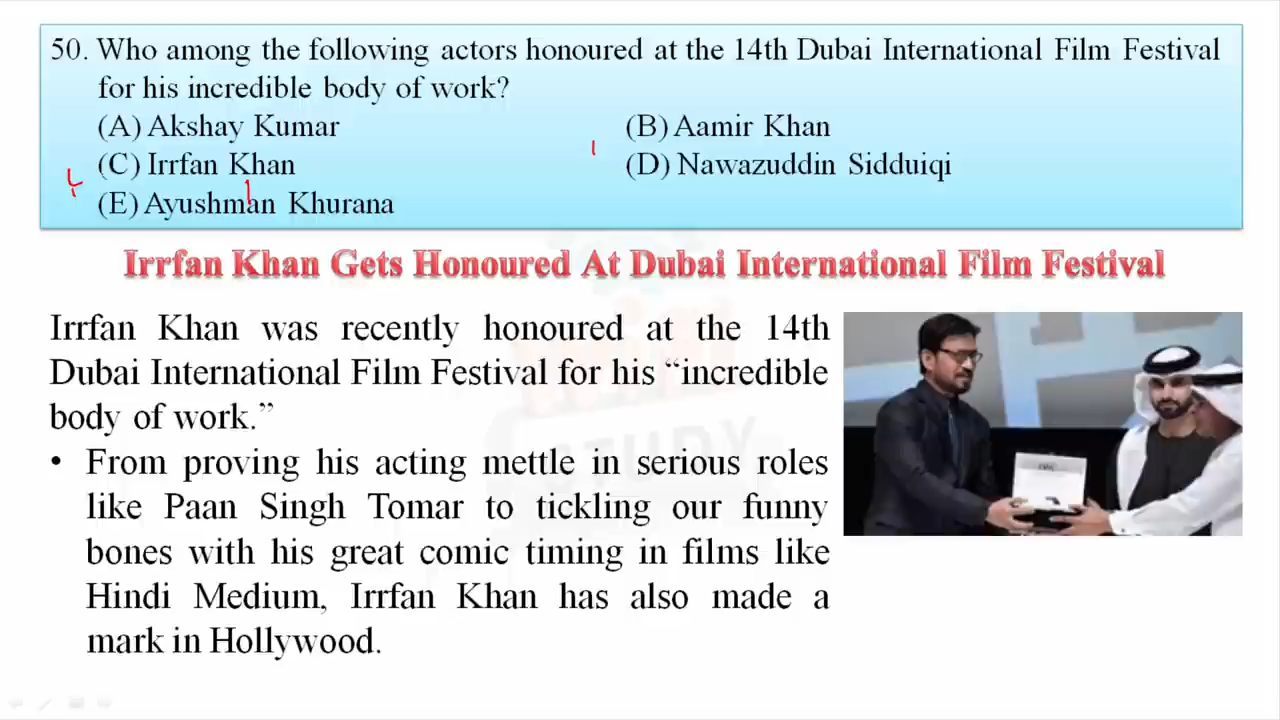 50. Who among the following actors honoured at the 14th Dubai International Film Festival
for his incredible body of work?
(A) Akshay Kumar (B) Aamir Khan
(C) Irrfan Khan (D) Nawazuddin Sidduiqi
(E) Ayushman Khurana
Irrfan Khan Gets Honoured At Dubai International Film Festival
Irrfan Khan was recently honoured at the 14th
Dubai International Film Festival for his “incredible
body of work.”
• From proving his acting mettle in serious roles
like Paan Singh Tomar to tickling our funny
bones with his great comic timing in films like
Hindi Medium, Irrfan Khan has also made a
mark in Hollywood.
STUDY